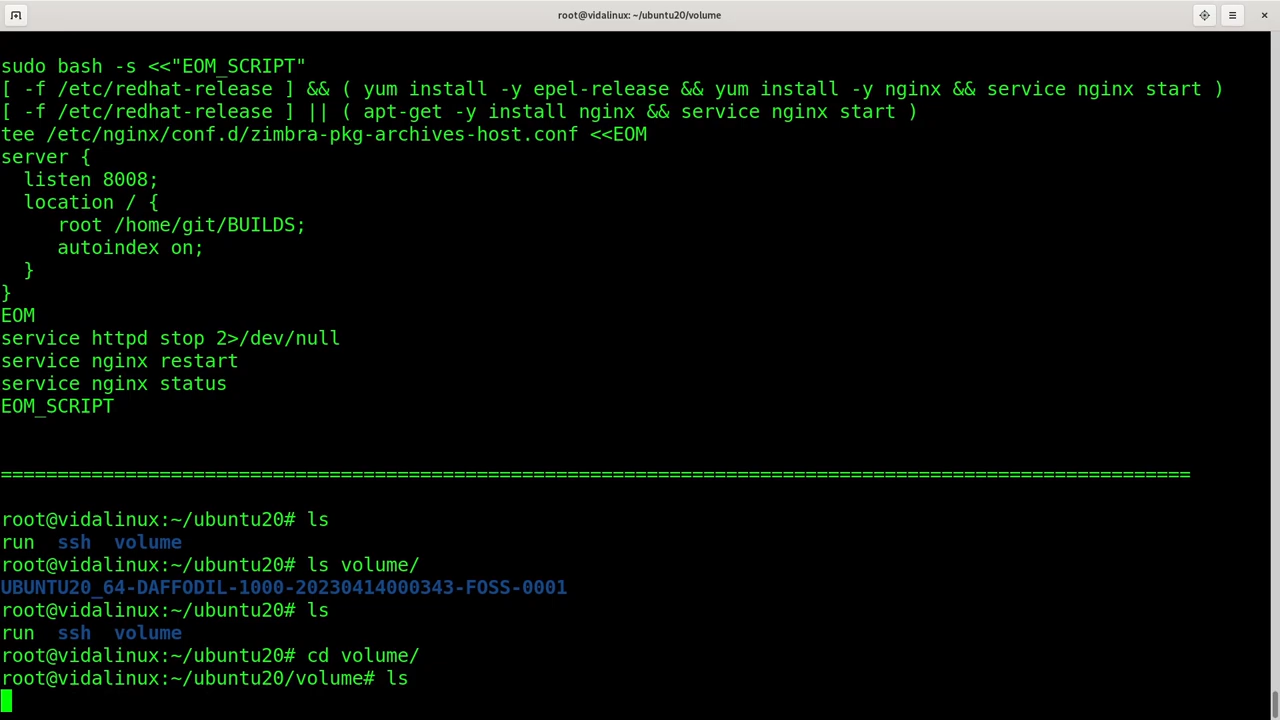 root@vidalinux: ~/ubuntu20/volume
sudo bash -s <<"EOM_SCRIPT"
[ -f /etc/redhat-release ] && ( yum install -y epel-release && yum install -y nginx && service nginx start )
[ -f /etc/redhat-release ] || ( apt-get -y install nginx && service nginx start )
tee /etc/nginx/conf.d/zimbra-pkg-archives-host.conf <<EOM
server {
  listen 8008;
  location / {
     root /home/git/BUILDS;
     autoindex on;
  }
}
EOM
service httpd stop 2>/dev/null
service nginx restart
service nginx status
EOM_SCRIPT
=========================================================================================================
root@vidalinux:~/ubuntu20# ls
run  ssh  volume
root@vidalinux:~/ubuntu20# ls volume/
UBUNTU20_64-DAFFODIL-1000-20230414000343-FOSS-0001
root@vidalinux:~/ubuntu20# ls
run  ssh  volume
root@vidalinux:~/ubuntu20# cd volume/
root@vidalinux:~/ubuntu20/volume# ls